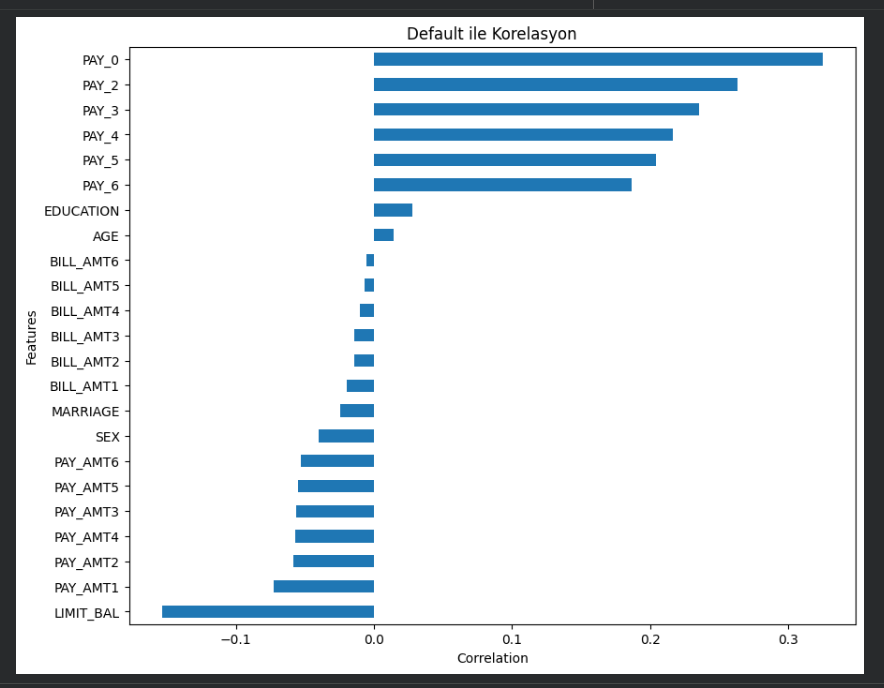 Default ile Korelasyon
PAY_0
PAY_2
PAY_3
PAY_4
PAY_5
PAY_6
EDUCATION
AGE
BILL_AMT6
BILL_AMT5
BILL_AMT4
BILL_AMT3
BILL_AMT2
BILL_AMT1
MARRIAGE
SEX
PAY_AMT6
PAY_AMT5
PAY_AMT3
PAY_AMT4
PAY_AMT2
PAY_AMT1
LIMIT_BAL
Features
−0.1 0.0 0.1 0.2 0.3
Correlation